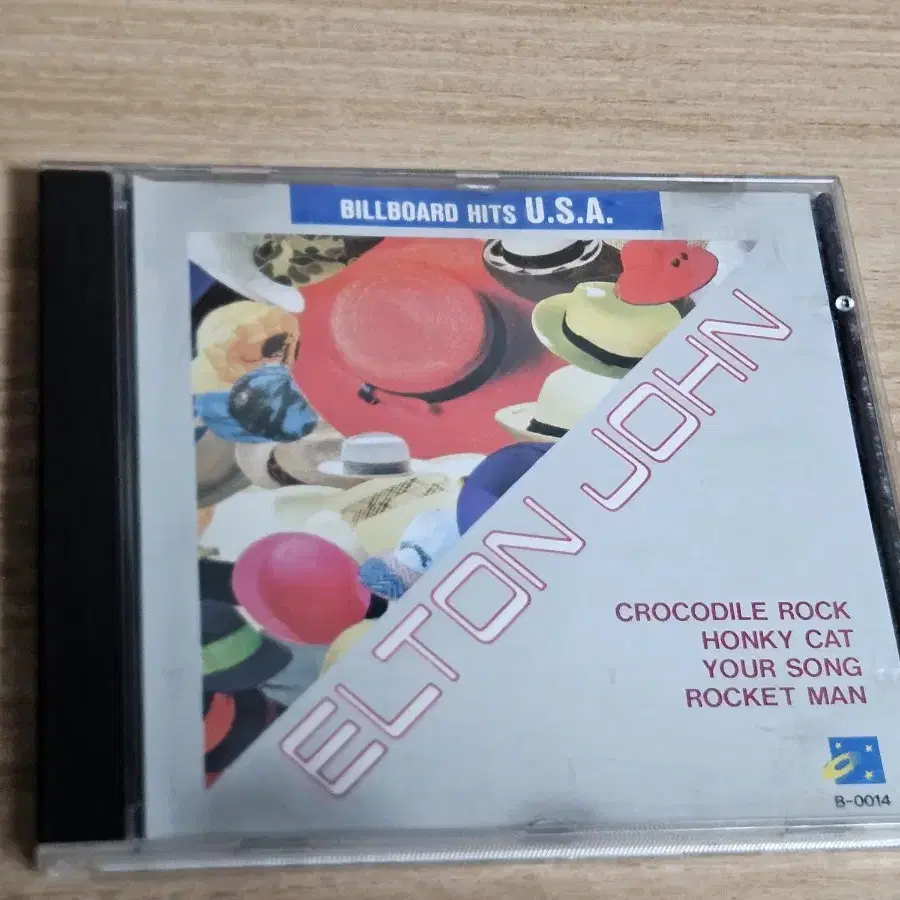 BILLBOARD HITS U.S.A.
ELTON JOHN
CROCODILE ROCK
HONKY CAT
YOUR SONG
ROCKET MAN
B-0014